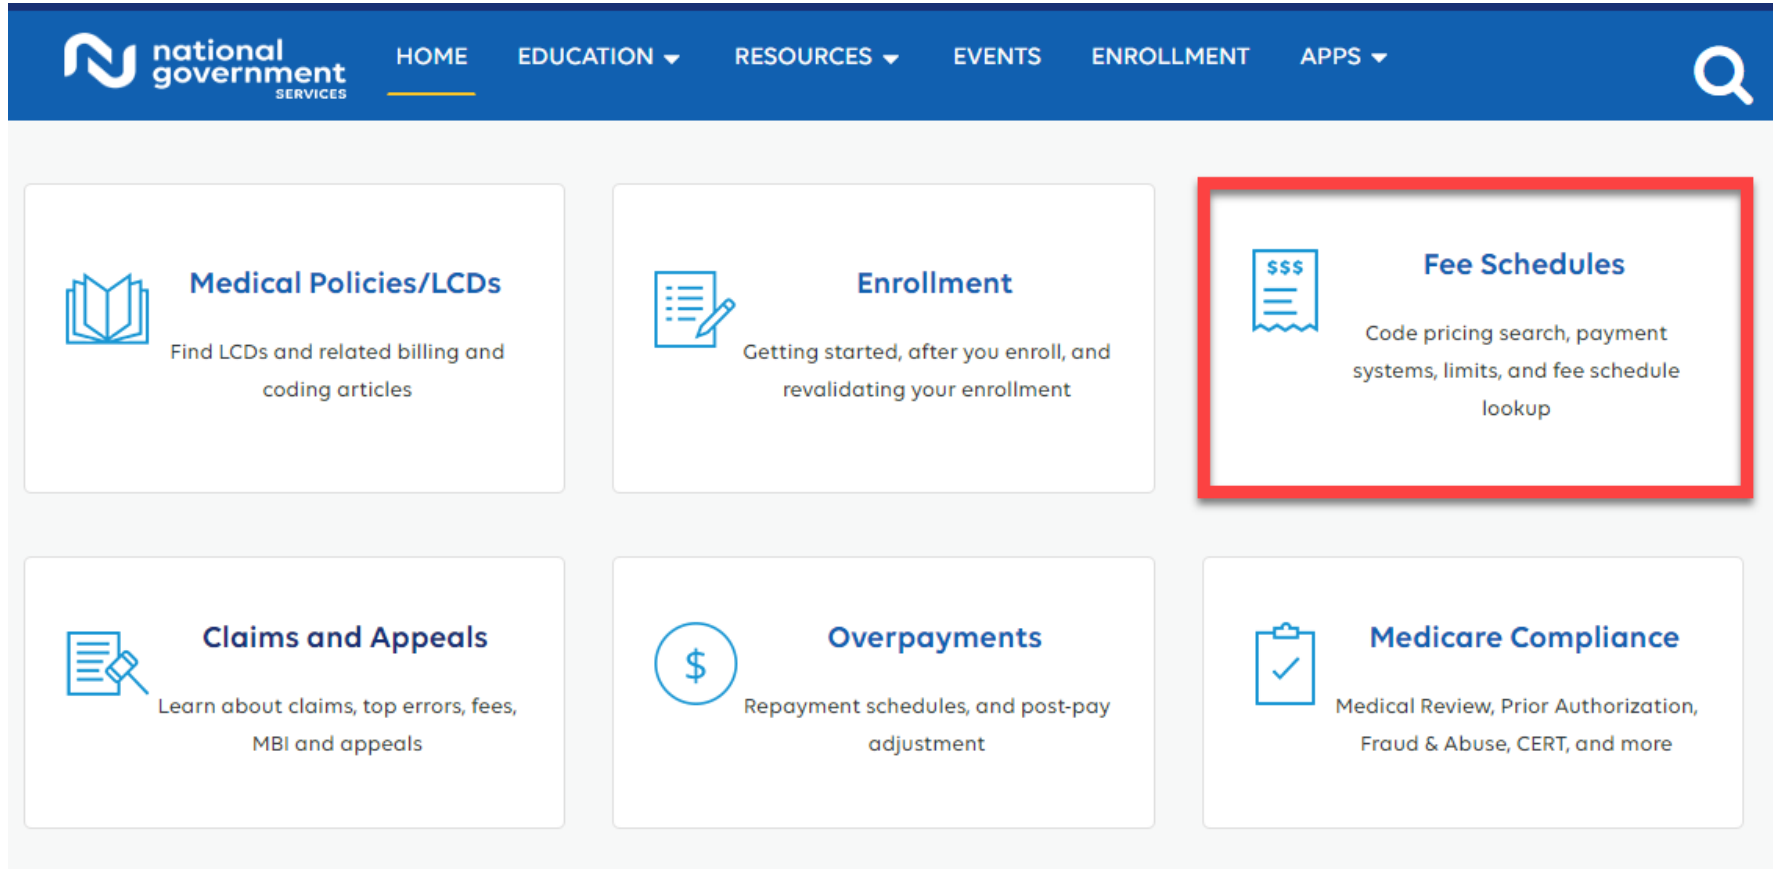 national
government
SERVICES
HOME
EDUCATION
RESOURCES
EVENTS
ENROLLMENT
APPS
Medical Policies/LCDs
Find LCDs and related billing and
coding articles
Enrollment
Getting started, after you enroll, and
revalidating your enrollment
$$$
Fee Schedules
Code pricing search, payment
systems, limits, and fee schedule
lookup
Claims and Appeals
Learn about claims, top errors, fees,
MBI and appeals
$
Overpayments
Repayment schedules, and post-pay
adjustment
Medicare Compliance
Medical Review, Prior Authorization,
Fraud & Abuse, CERT, and more